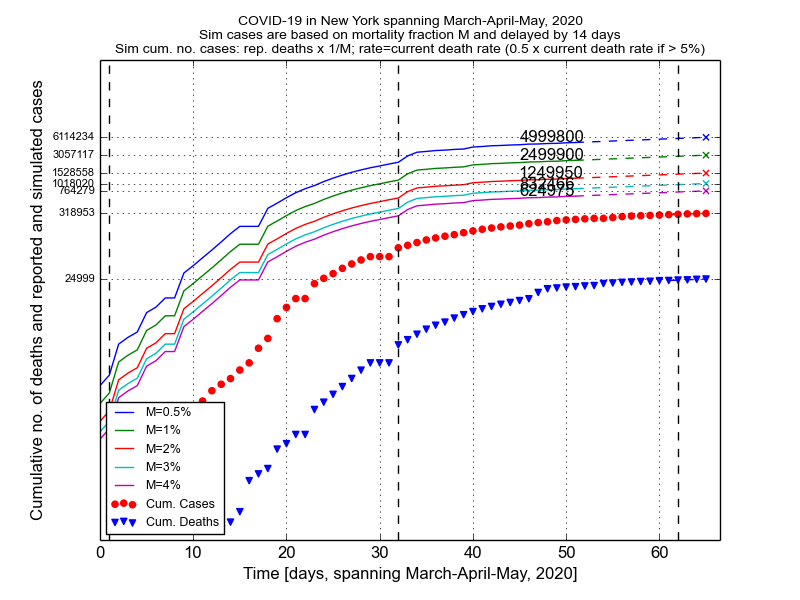 COVID-19 in New York spanning March-April-May, 2020
Sim cases are based on mortality fraction M and delayed by 14 days
Sim cum. no. cases: rep. deaths x 1/M; rate=current death rate (0.5 x current death rate if > 5%)
Cumulative no. of deaths and reported and simulated cases
6114234
3057117
1528558
1018020
764279
318953
24999
4999800
2499900
1249950
832466
624975
M=0.5%
M=1%
M=2%
M=3%
M=4%
Cum. Cases
Cum. Deaths
0 10 20 30 40 50 60
Time [days, spanning March-April-May, 2020]